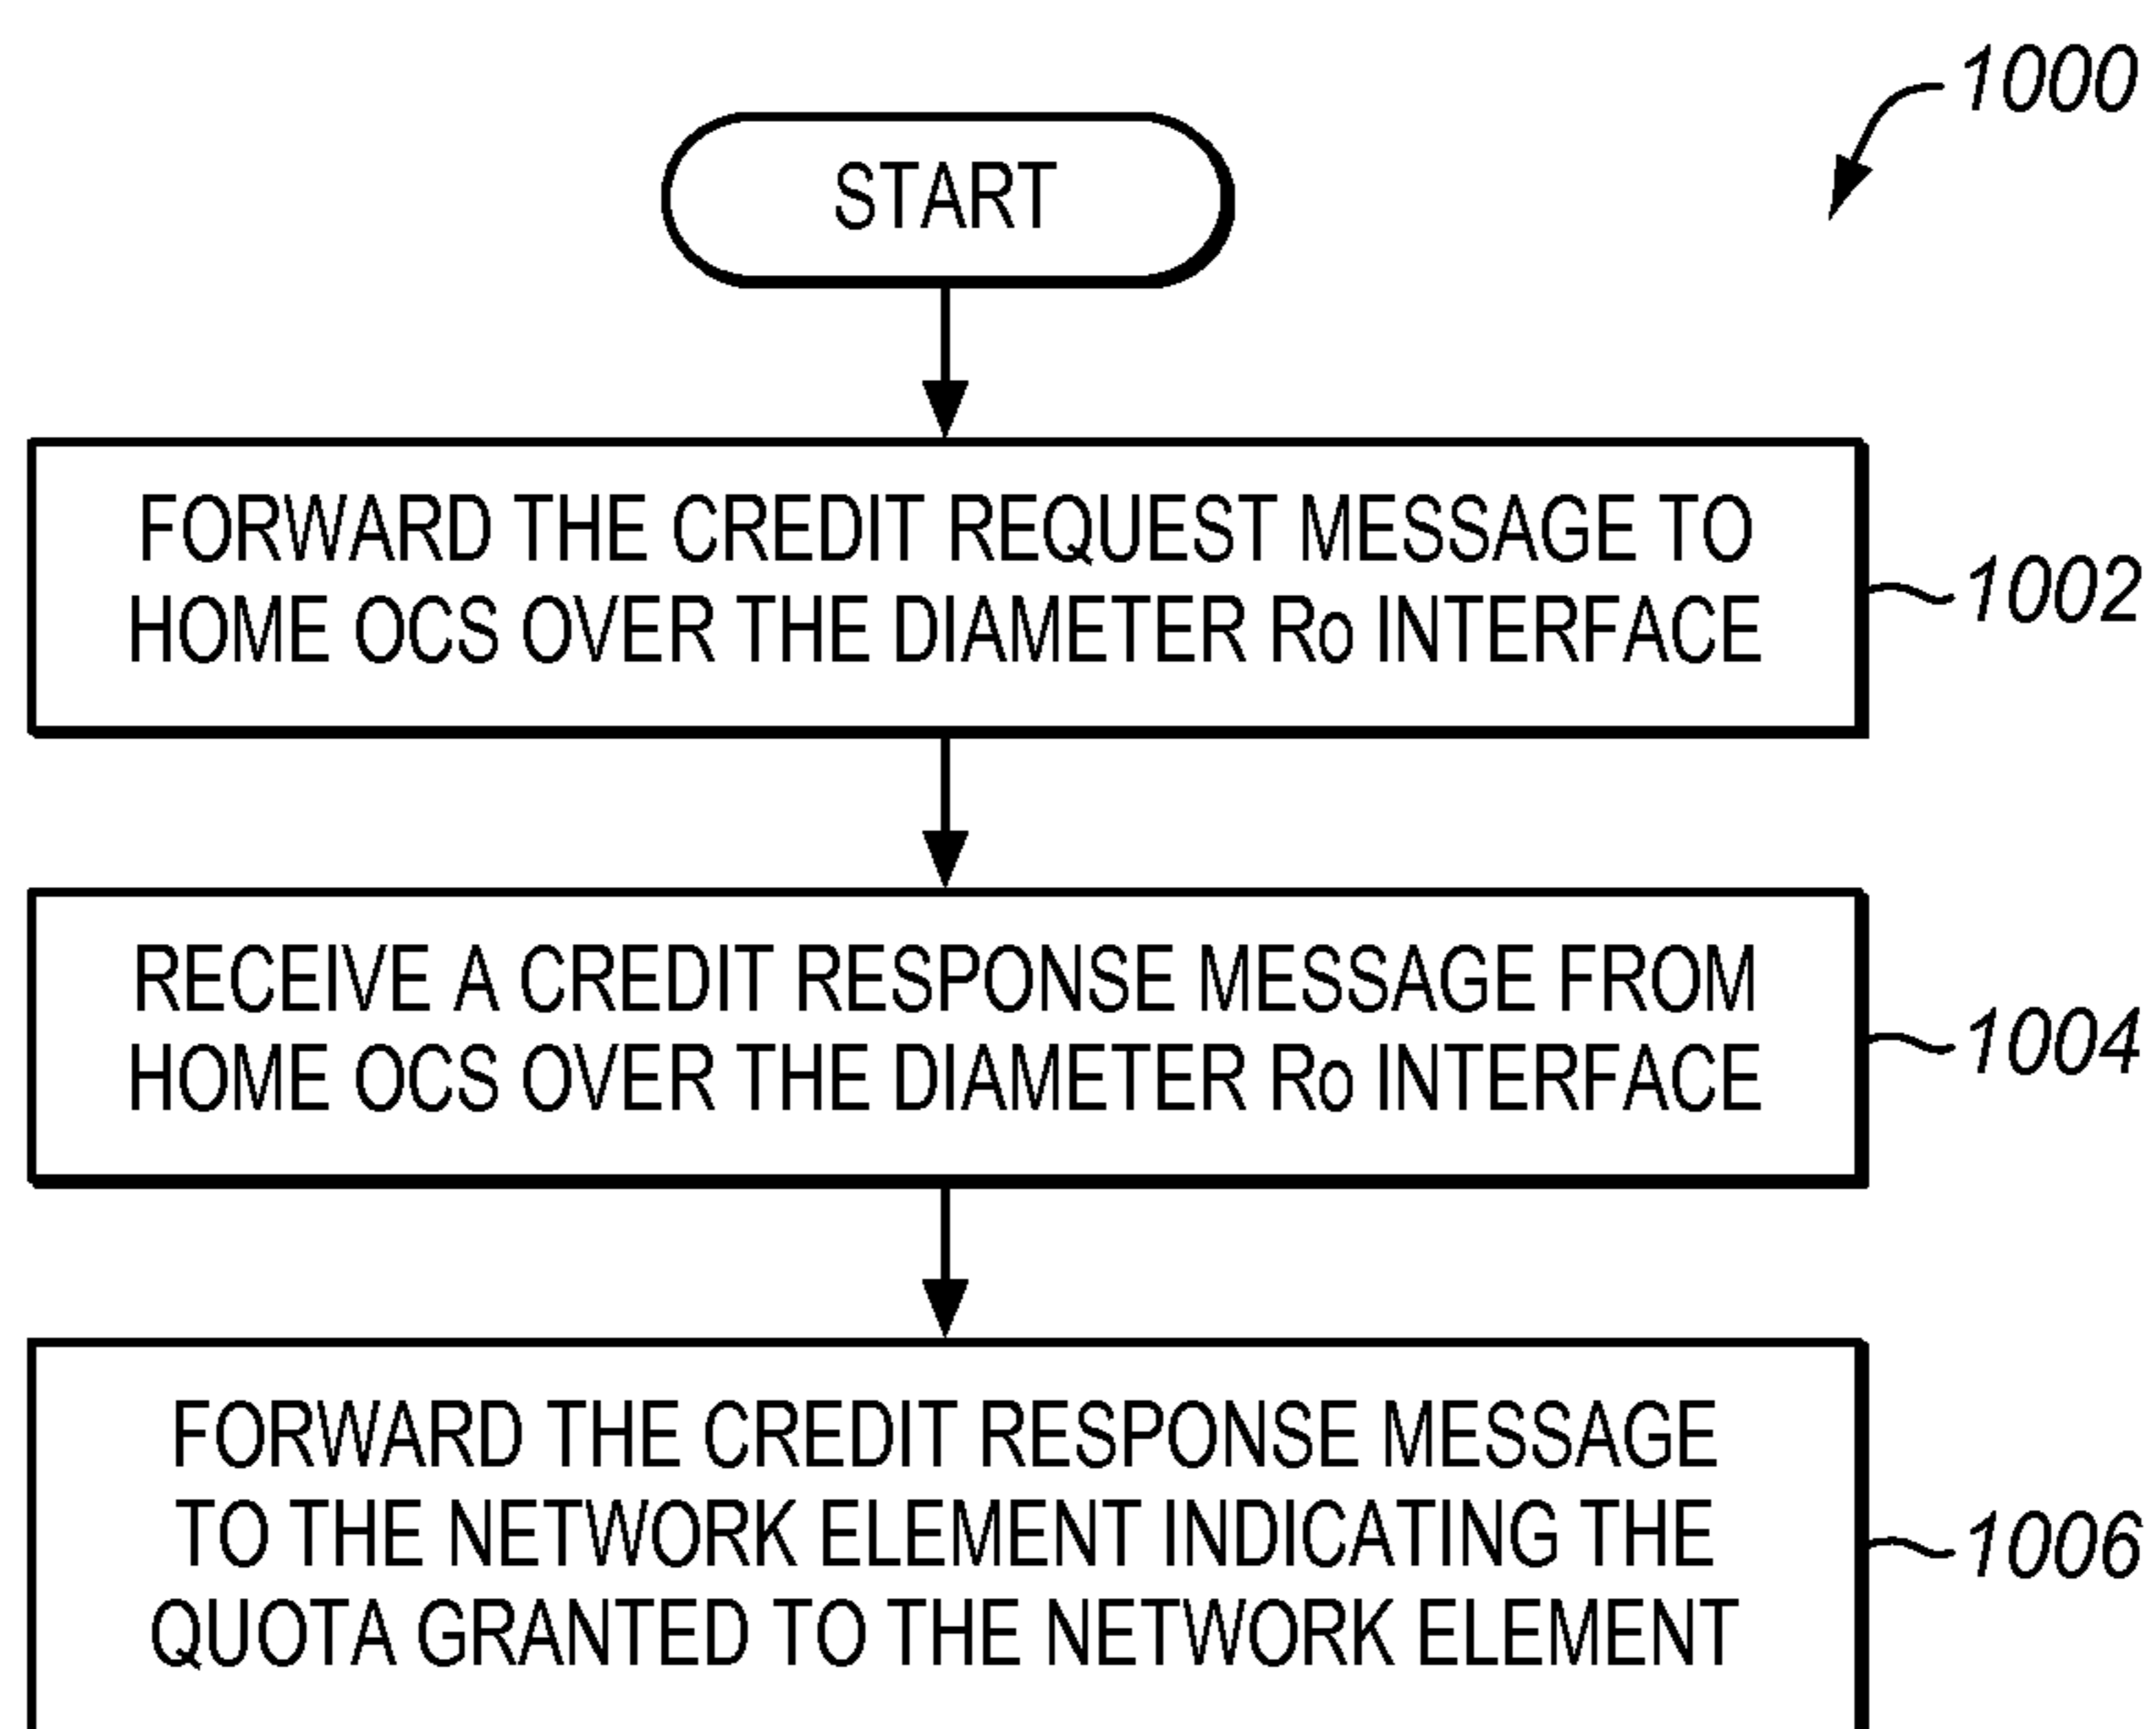 1000
START
FORWARD THE CREDIT REQUEST MESSAGE TO
HOME OCS OVER THE DIAMETER Ro INTERFACE
1002
RECEIVE A CREDIT RESPONSE MESSAGE FROM
HOME OCS OVER THE DIAMETER Ro INTERFACE
1004
FORWARD THE CREDIT RESPONSE MESSAGE
TO THE NETWORK ELEMENT INDICATING THE
QUOTA GRANTED TO THE NETWORK ELEMENT
1006